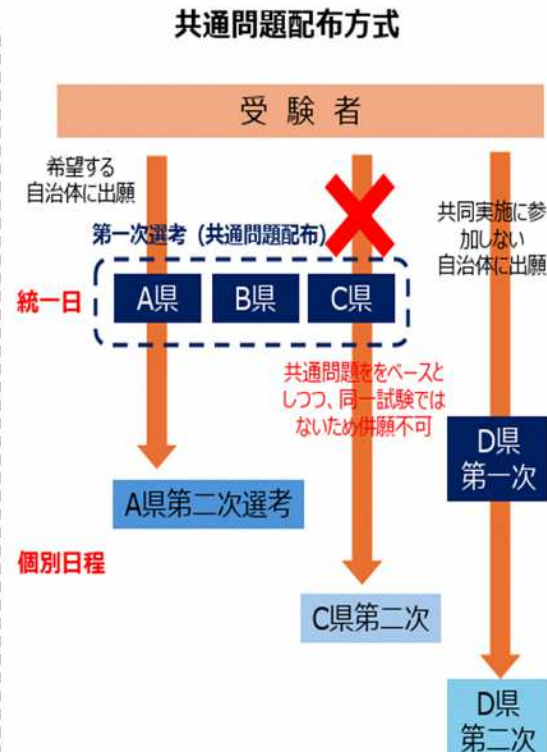 共通問題配布方式
受験者
希望する
自治体に出願
共同実施に参
加しない
自治体に出願
第一次選考（共通問題配布）
統一日
A県
B県
C県
共通問題ををベースと
しつつ、同一試験では
ないため併願不可
D県
第一次
A県第二次選考
個別日程
C県第二次
D県
第二次